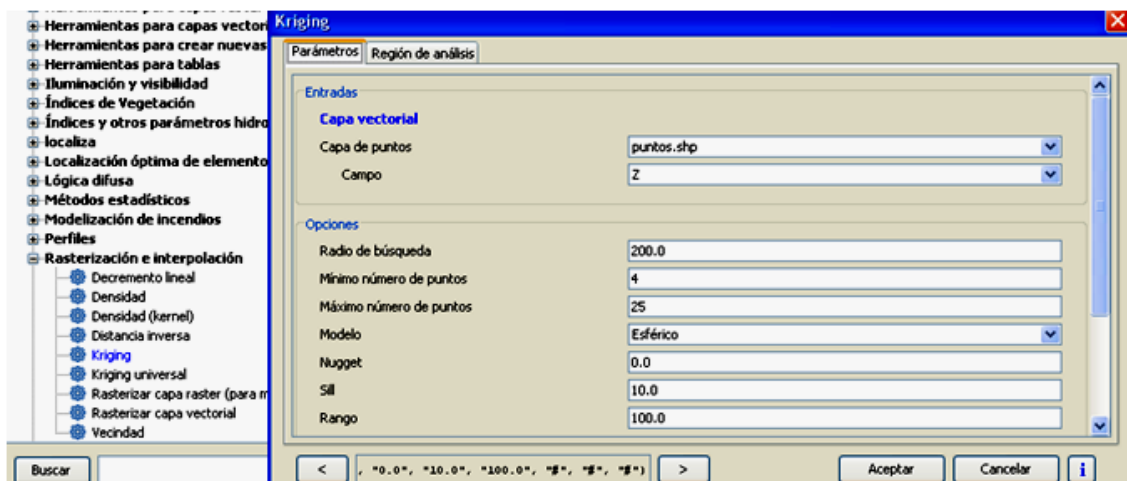 Herramientas para capas vectori
Herramientas para crear nuevas
Herramientas para tablas
Iluminación y visibilidad
Índices de Vegetación
Índices y otros parámetros hidro
localiza
Localización óptima de elemento
Lógica difusa
Métodos estadísticos
Modelización de incendios
Perfiles
Rasterización e interpolación
Decremento lineal
Densidad
Densidad (kernel)
Distancia inversa
Kriging
Kriging universal
Rasterizar capa raster (para m
Rasterizar capa vectorial
Vecindad
Buscar
Kriging
Parámetros Región de análisis
Entradas
Capa vectorial
Capa de puntos puntos.shp
Campo Z
Opciones
Radio de búsqueda 200.0
Mínimo número de puntos 4
Máximo número de puntos 25
Modelo Esférico
Nugget 0.0
Sill 10.0
Rango 100.0
< , "0.0", "10.0", "100.0", "#", "#", "#") > Aceptar Cancelar i